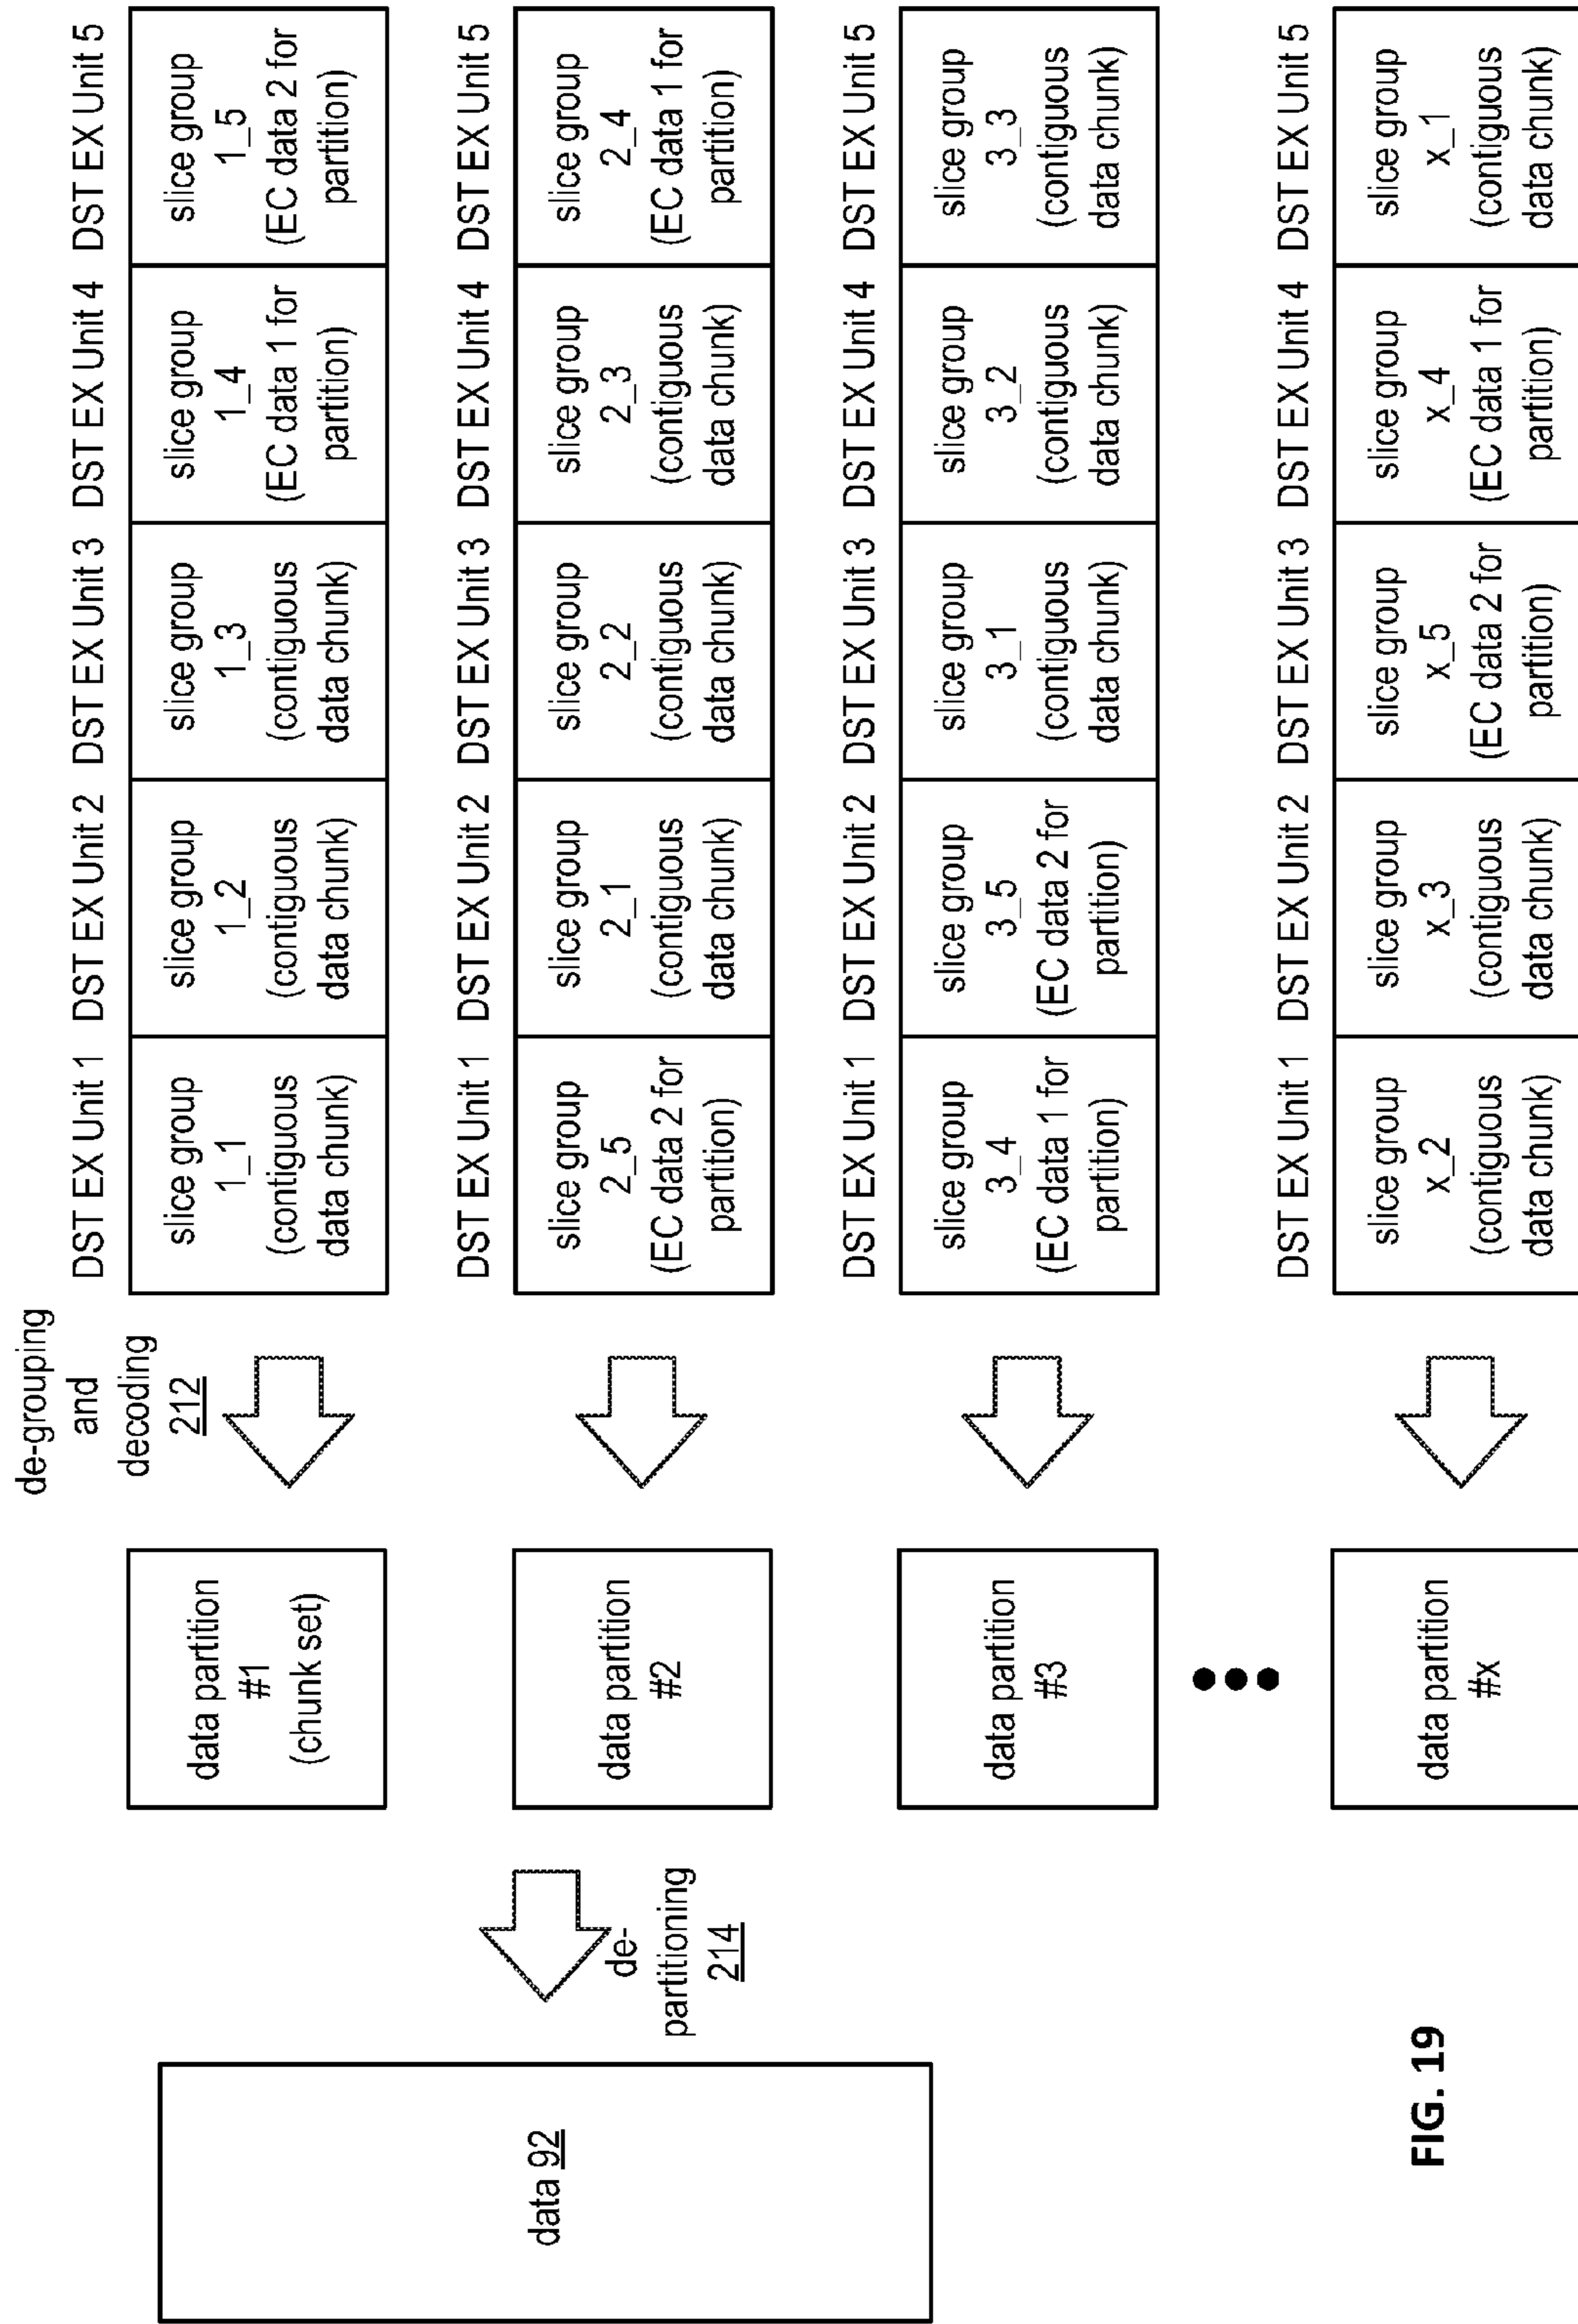 de-grouping
and
decoding
212
DST EX Unit 1 DST EX Unit 2 DST EX Unit 3 DST EX Unit 4 DST EX Unit 5
data partition
#1
(chunk set)
slice group
1_1
(contiguous
data chunk)
slice group
1_2
(contiguous
data chunk)
slice group
1_3
(contiguous
data chunk)
slice group
1_4
(EC data 1 for
partition)
slice group
1_5
(EC data 2 for
partition)
DST EX Unit 1 DST EX Unit 2 DST EX Unit 3 DST EX Unit 4 DST EX Unit 5
data 92
de-
partitioning
214
data partition
#2
slice group
2_5
(EC data 2 for
partition)
slice group
2_1
(contiguous
data chunk)
slice group
2_2
(contiguous
data chunk)
slice group
2_3
(contiguous
data chunk)
slice group
2_4
(EC data 1 for
partition)
DST EX Unit 1 DST EX Unit 2 DST EX Unit 3 DST EX Unit 4 DST EX Unit 5
data partition
#3
slice group
3_4
(EC data 1 for
partition)
slice group
3_5
(EC data 2 for
partition)
slice group
3_1
(contiguous
data chunk)
slice group
3_2
(contiguous
data chunk)
slice group
3_3
(contiguous
data chunk)
DST EX Unit 1 DST EX Unit 2 DST EX Unit 3 DST EX Unit 4 DST EX Unit 5
data partition
#x
slice group
x_2
(contiguous
data chunk)
slice group
x_3
(contiguous
data chunk)
slice group
x_5
(EC data 2 for
partition)
slice group
x_4
(EC data 1 for
partition)
slice group
x_1
(contiguous
data chunk)
FIG. 19